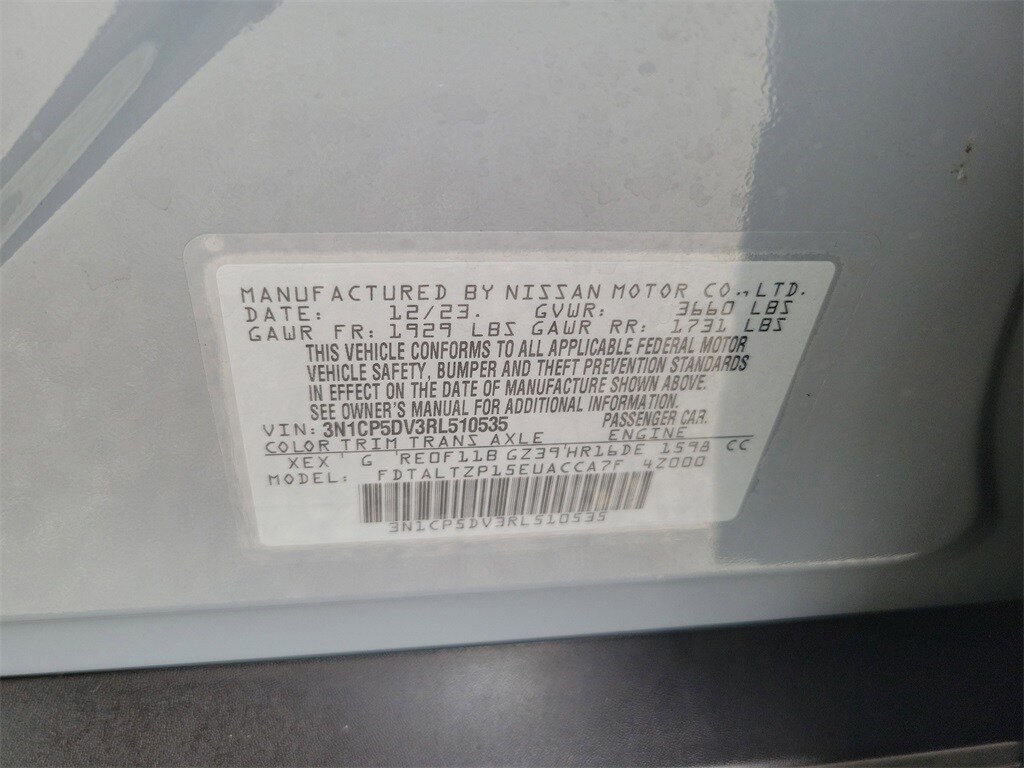 MANUFACTURED BY NISSAN MOTOR CO., LTD.
DATE: 12/23. GVWR: 3660 LBS
GAWR FR: 1929 LBS GAWR RR: 1731 LBS
THIS VEHICLE CONFORMS TO ALL APPLICABLE FEDERAL MOTOR
VEHICLE SAFETY, BUMPER AND THEFT PREVENTION STANDARDS
IN EFFECT ON THE DATE OF MANUFACTURE SHOWN ABOVE.
SEE OWNER'S MANUAL FOR ADDITIONAL INFORMATION.
VIN: 3N1CP5DV3RL510535 PASSENGER CAR.
COLOR TRIM TRANS AXLE ENGINE
XEX' G 'RE0F11B GZ39'HR16DE 1598 CC
MODEL: FDTALTZP15EUACCA7F 4Z000
3N1CP5DV3RL510535